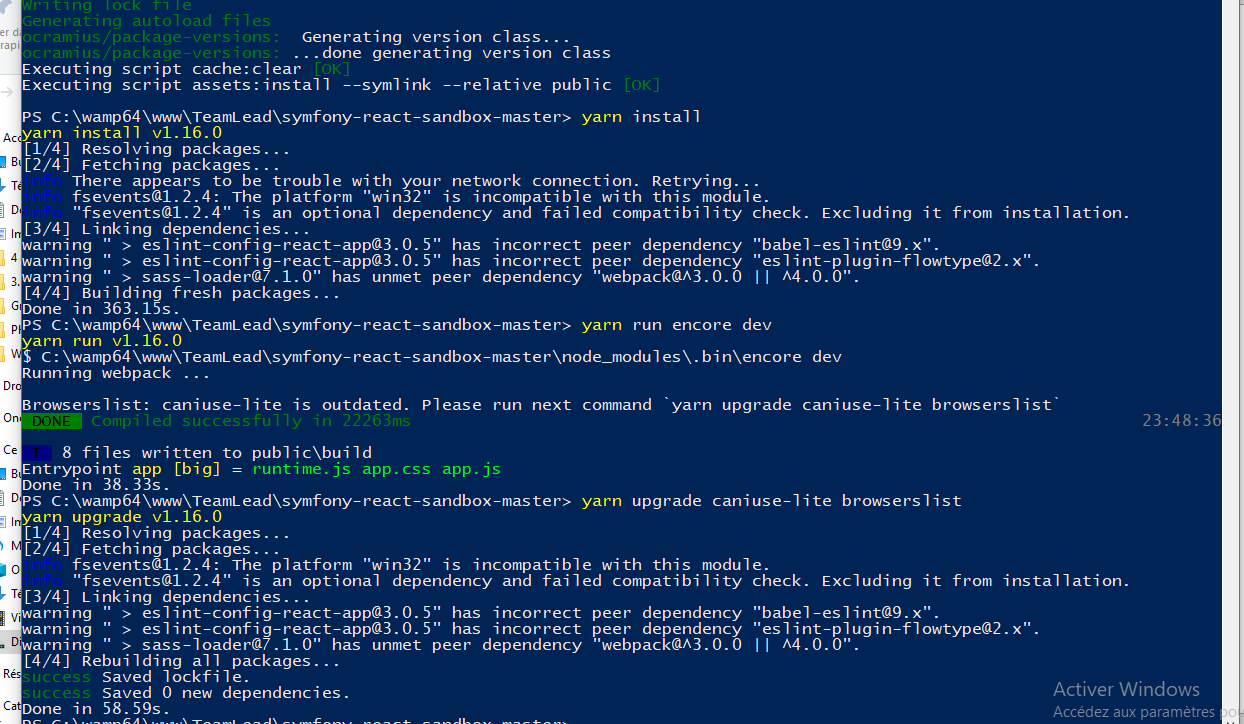 Writing lock file
Generating autoload files
ocramius/package-versions:  Generating version class...
ocramius/package-versions: ...done generating version class
Executing script cache:clear [OK]
Executing script assets:install --symlink --relative public [OK]
PS C:\wamp64\www\TeamLead\symfony-react-sandbox-master> yarn install
yarn install v1.16.0
[1/4] Resolving packages...
[2/4] Fetching packages...
info There appears to be trouble with your network connection. Retrying...
info fsevents@1.2.4: The platform "win32" is incompatible with this module.
info "fsevents@1.2.4" is an optional dependency and failed compatibility check. Excluding it from installation.
[3/4] Linking dependencies...
warning " > eslint-config-react-app@3.0.5" has incorrect peer dependency "babel-eslint@9.x".
warning " > eslint-config-react-app@3.0.5" has incorrect peer dependency "eslint-plugin-flowtype@2.x".
warning " > sass-loader@7.1.0" has unmet peer dependency "webpack@^3.0.0 || ^4.0.0".
[4/4] Building fresh packages...
Done in 363.15s.
PS C:\wamp64\www\TeamLead\symfony-react-sandbox-master> yarn run encore dev
yarn run v1.16.0
$ C:\wamp64\www\TeamLead\symfony-react-sandbox-master\node_modules\.bin\encore dev
Running webpack ...
Browserslist: caniuse-lite is outdated. Please run next command `yarn upgrade caniuse-lite browserslist`
DONE  Compiled successfully in 22263ms 23:48:36
I  8 files written to public\build
Entrypoint app [big] = runtime.js app.css app.js
Done in 38.33s.
PS C:\wamp64\www\TeamLead\symfony-react-sandbox-master> yarn upgrade caniuse-lite browserslist
yarn upgrade v1.16.0
[1/4] Resolving packages...
[2/4] Fetching packages...
info fsevents@1.2.4: The platform "win32" is incompatible with this module.
info "fsevents@1.2.4" is an optional dependency and failed compatibility check. Excluding it from installation.
[3/4] Linking dependencies...
warning " > eslint-config-react-app@3.0.5" has incorrect peer dependency "babel-eslint@9.x".
warning " > eslint-config-react-app@3.0.5" has incorrect peer dependency "eslint-plugin-flowtype@2.x".
warning " > sass-loader@7.1.0" has unmet peer dependency "webpack@^3.0.0 || ^4.0.0".
[4/4] Rebuilding all packages...
success Saved lockfile.
success Saved 0 new dependencies.
Done in 58.59s.
PS C:\wamp64\www\TeamLead\symfony-react-sandbox-master>
Activer Windows
Accédez aux paramètres pou